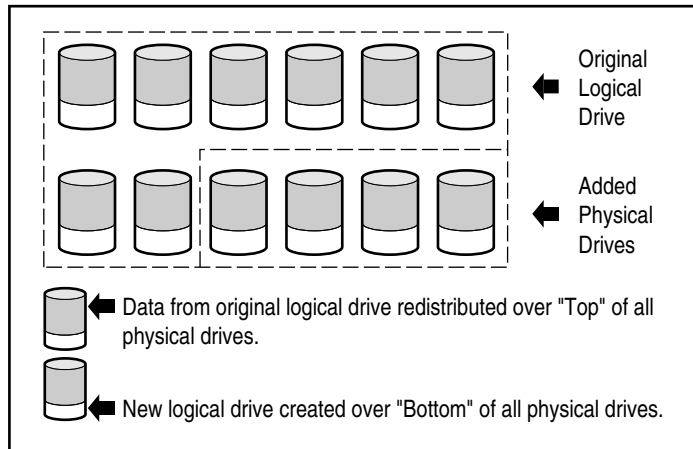 Original
Logical
Drive
Added
Physical
Drives
Data from original logical drive redistributed over "Top" of all
physical drives.
New logical drive created over "Bottom" of all physical drives.